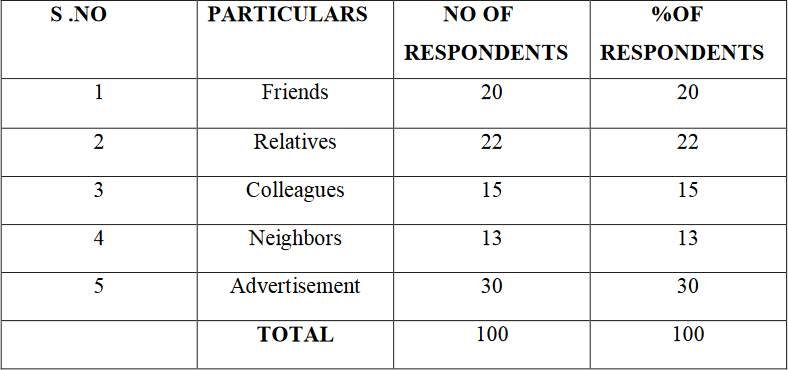 S .NO PARTICULARS NO OF %OF
RESPONDENTS RESPONDENTS
1 Friends 20 20
2 Relatives 22 22
3 Colleagues 15 15
4 Neighbors 13 13
5 Advertisement 30 30
TOTAL 100 100